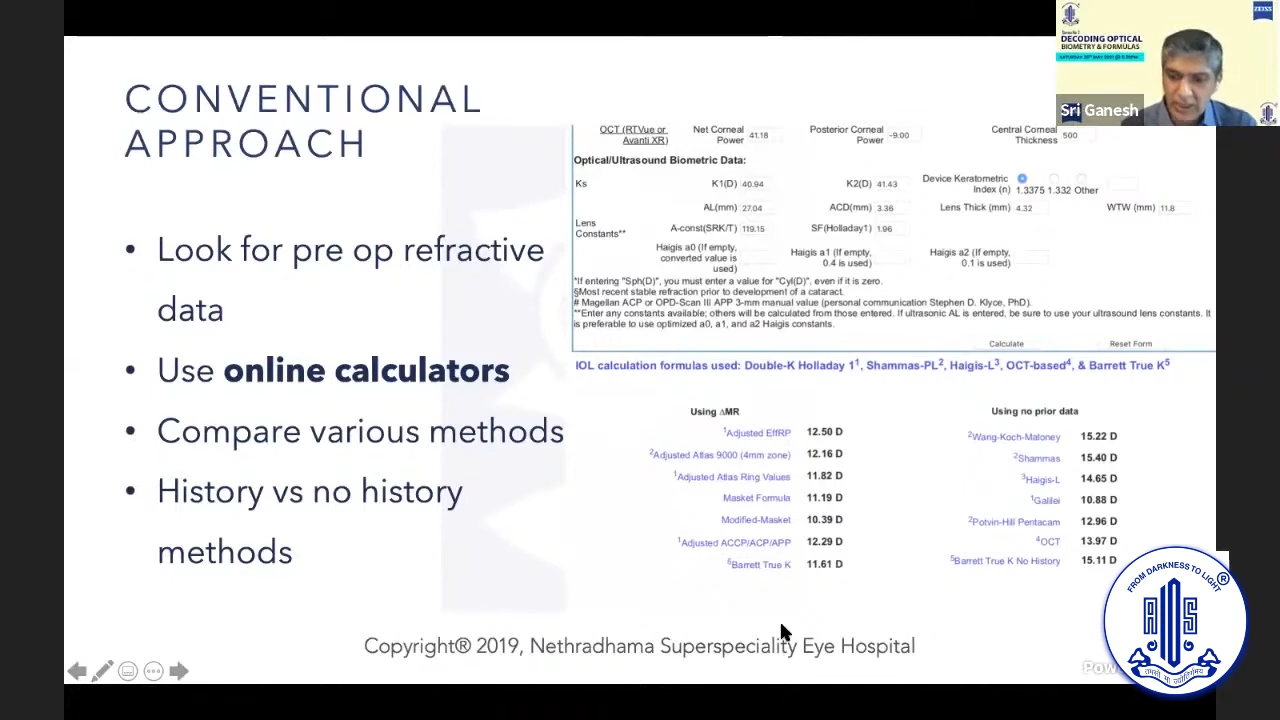 CONVENTIONAL
APPROACH
• Look for pre op refractive
data
• Use online calculators
• Compare various methods
• History vs no history
methods
OCT (RTVue or
Avanti XR)
Net Corneal
Power
41.18
Posterior Corneal
Power
-9.00
Central Corneal
Thickness
500
Optical/Ultrasound Biometric Data:
Ks
K1(D) 40.94
K2(D) 41.43
Device Keratometric
Index (n)
1.3375 1.332 Other
AL(mm) 27.04
ACD(mm) 3.36
Lens Thick (mm) 4.32
WTW (mm) 11.8
Lens
Constants**
A-const(SRK/T) 119.15
SF(Holladay1) 1.96
Haigis a0 (If empty,
converted value is
used)
Haigis a1 (If empty,
0.4 is used)
Haigis a2 (If empty,
0.1 is used)
*If entering "Sph(D)", you must enter a value for "Cyl(D)", even if it is zero.
§Most recent stable refraction prior to development of a cataract.
# Magellan ACP or OPD-Scan III APP 3-mm manual value (personal communication Stephen D. Klyce, PhD).
**Enter any constants available; others will be calculated from those entered. If ultrasonic AL is entered, be sure to use your ultrasound lens constants. It
is preferable to use optimized a0, a1, and a2 Haigis constants.
Calculate
Reset Form
IOL calculation formulas used: Double-K Holladay 1¹, Shammas-PL², Haigis-L³, OCT-based⁴, & Barrett True K⁵
Using ∆MR
¹Adjusted EffRP 12.50 D
²Adjusted Atlas 9000 (4mm zone) 12.16 D
¹Adjusted Atlas Ring Values 11.82 D
Masket Formula 11.19 D
Modified-Masket 10.39 D
¹Adjusted ACCP/ACP/APP 12.29 D
⁵Barrett True K 11.61 D
Using no prior data
²Wang-Koch-Maloney 15.22 D
²Shammas 15.40 D
³Haigis-L 14.65 D
¹Galilei 10.88 D
²Potvin-Hill Pentacam 12.96 D
⁴OCT 13.97 D
⁵Barrett True K No History 15.11 D
Copyright® 2019, Nethradhama Superspeciality Eye Hospital
DECODING OPTICAL
BIOMETRY & FORMULAS
ZEISS
Sri Ganesh
FROM DARKNESS TO LIGHT
®
AIOS
तमसो मा ज्योतिर्गमय